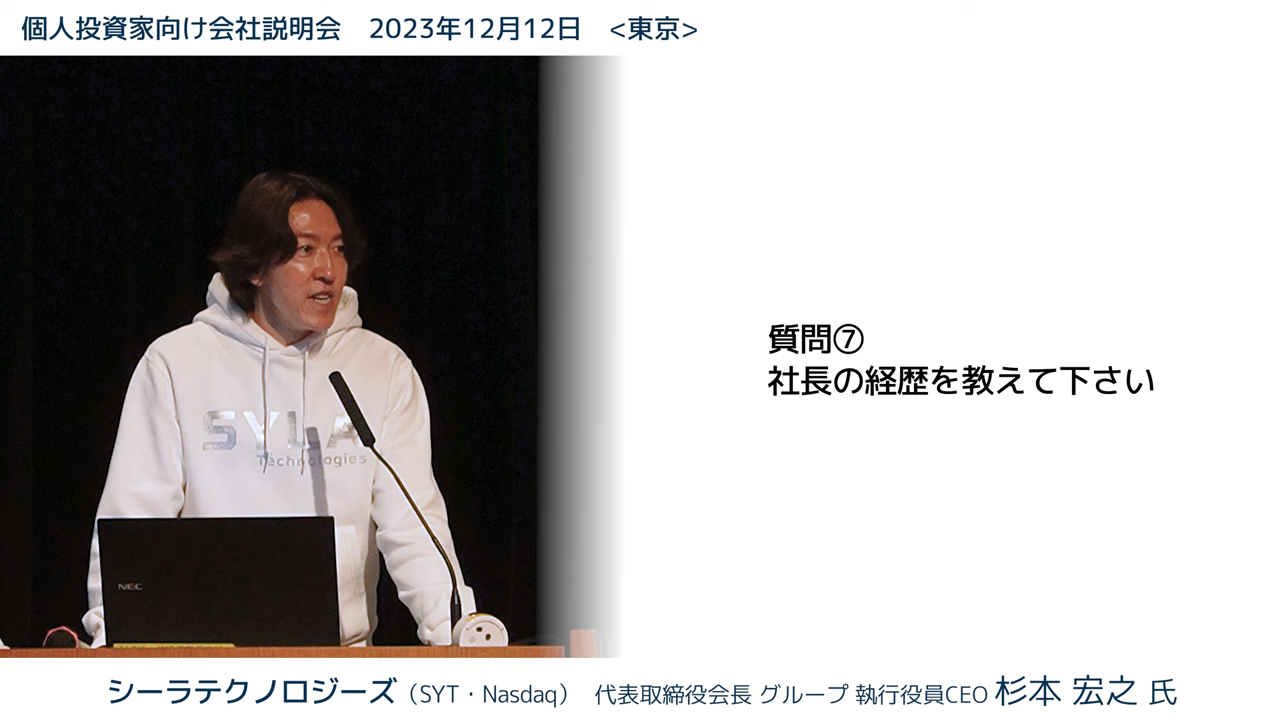 個人投資家向け会社説明会　2023年12月12日　<東京>
SYLA
Technologies
NEC
質問⑦
社長の経歴を教えて下さい
シーラテクノロジーズ（SYT・Nasdaq）　代表取締役会長 グループ 執行役員CEO 杉本 宏之 氏